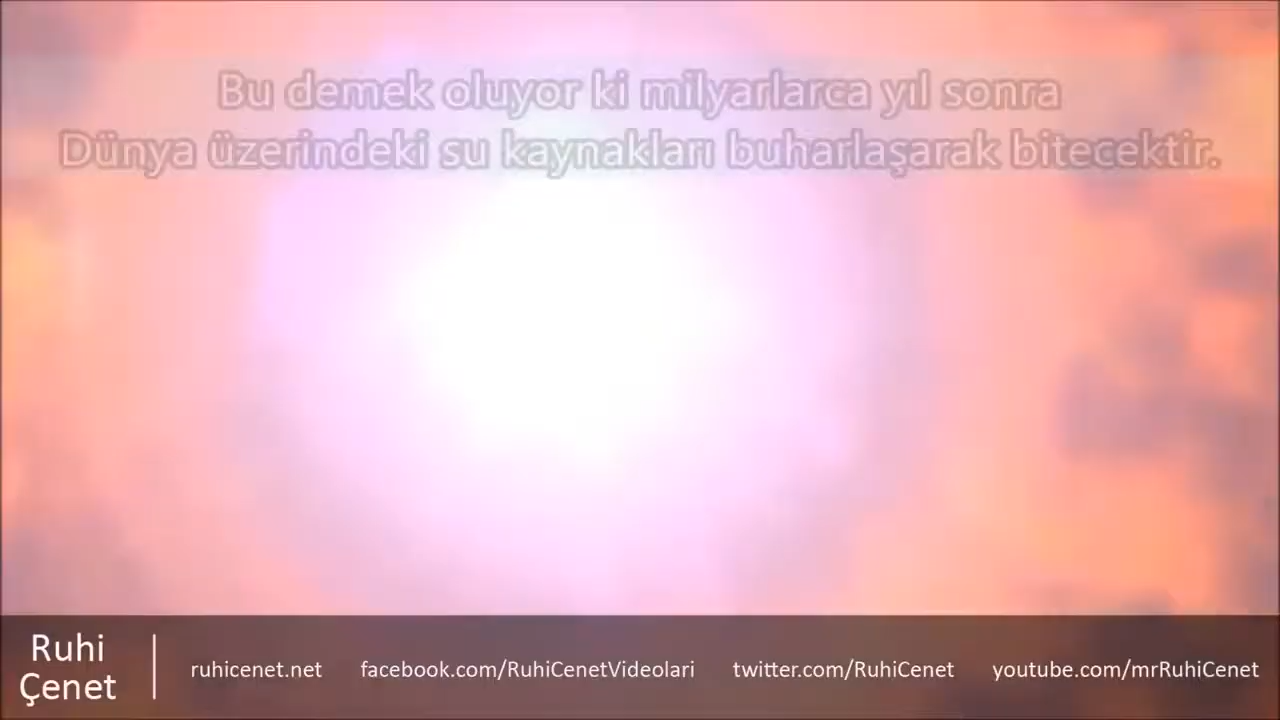 Bu demek oluyor ki milyarlarca yıl sonra
Dünya üzerindeki su kaynakları buharlaşarak bitecektir.
Ruhi
Çenet
ruhicenet.net facebook.com/RuhiCenetVideolari twitter.com/RuhiCenet youtube.com/mrRuhiCenet